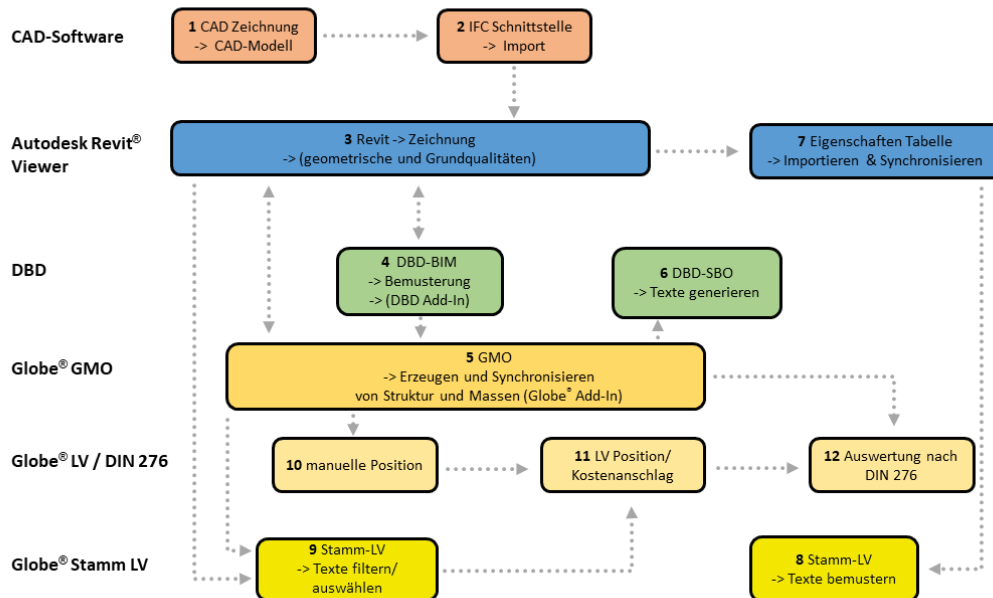 CAD-Software
1 CAD Zeichnung
-> CAD-Modell
2 IFC Schnittstelle
-> Import
Autodesk Revit®
Viewer
3 Revit -> Zeichnung
-> (geometrische und Grundqualitäten)
7 Eigenschaften Tabelle
-> Importieren & Synchronisieren
DBD
4 DBD-BIM
-> Bemusterung
-> (DBD Add-In)
6 DBD-SBO
-> Texte generieren
Globe® GMO
5 GMO
-> Erzeugen und Synchronisieren
von Struktur und Massen (Globe® Add-In)
Globe® LV / DIN 276
10 manuelle Position
11 LV Position/
Kostenanschlag
12 Auswertung nach
DIN 276
Globe® Stamm LV
9 Stamm-LV
-> Texte filtern/
auswählen
8 Stamm-LV
-> Texte bemustern